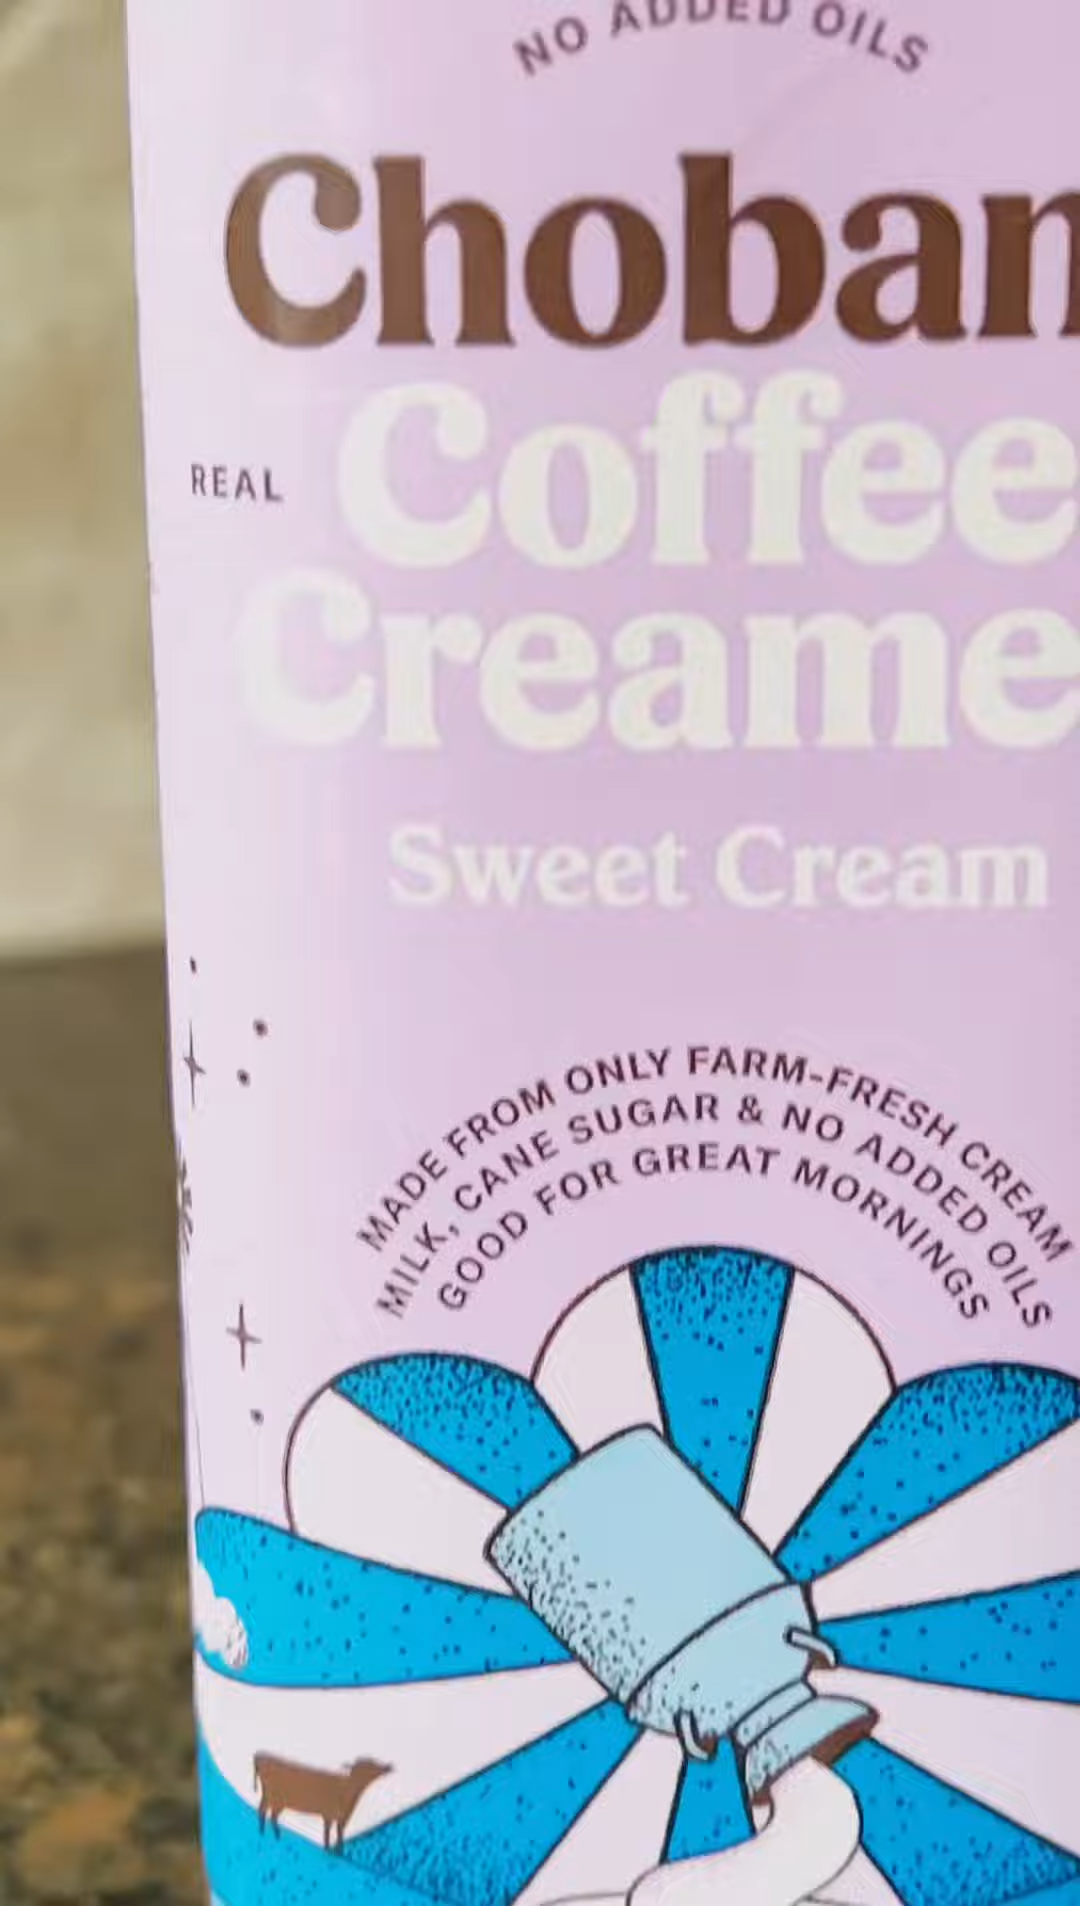 NO ADDED OILS
Choban
REAL
Coffee
Creame
Sweet Cream
MADE FROM ONLY FARM-FRESH CREAM
MILK, CANE SUGAR & NO ADDED OILS
GOOD FOR GREAT MORNINGS